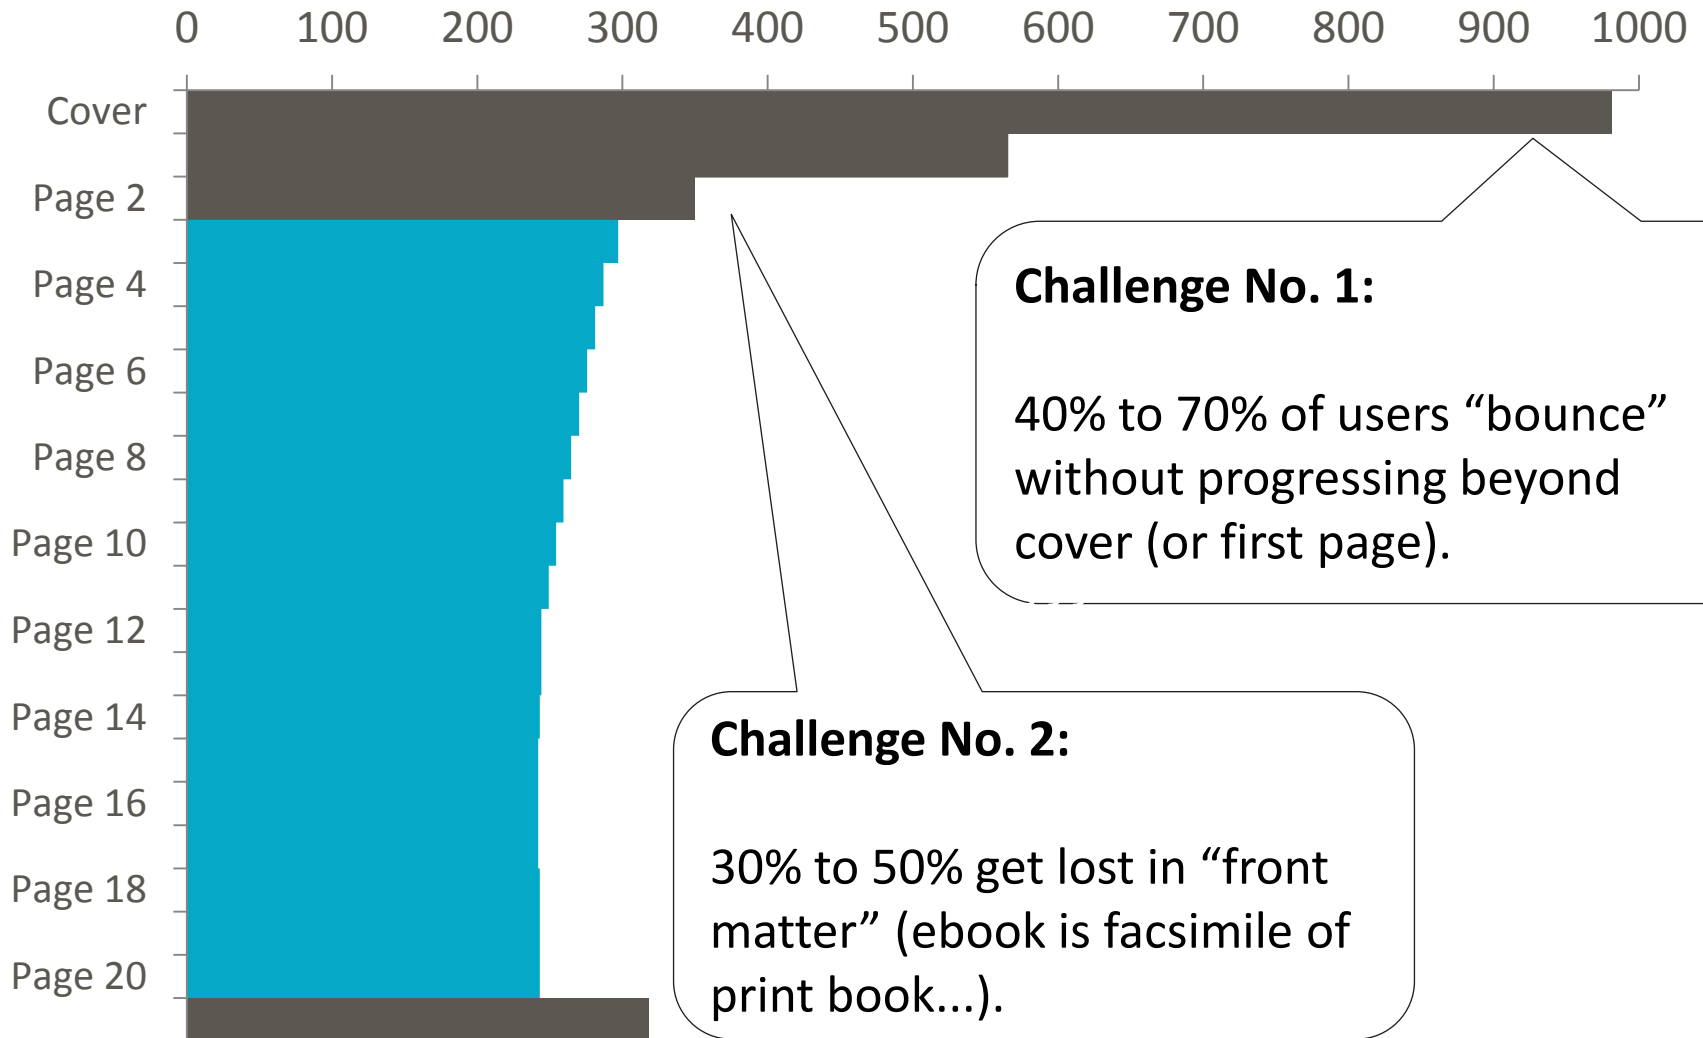 0 100 200 300 400 500 600 700 800 900 1000
Cover
Page 2
Page 4
Page 6
Page 8
Page 10
Page 12
Page 14
Page 16
Page 18
Page 20
Challenge No. 1:
40% to 70% of users “bounce”
without progressing beyond
cover (or first page).
Challenge No. 2:
30% to 50% get lost in “front
matter” (ebook is facsimile of
print book...).